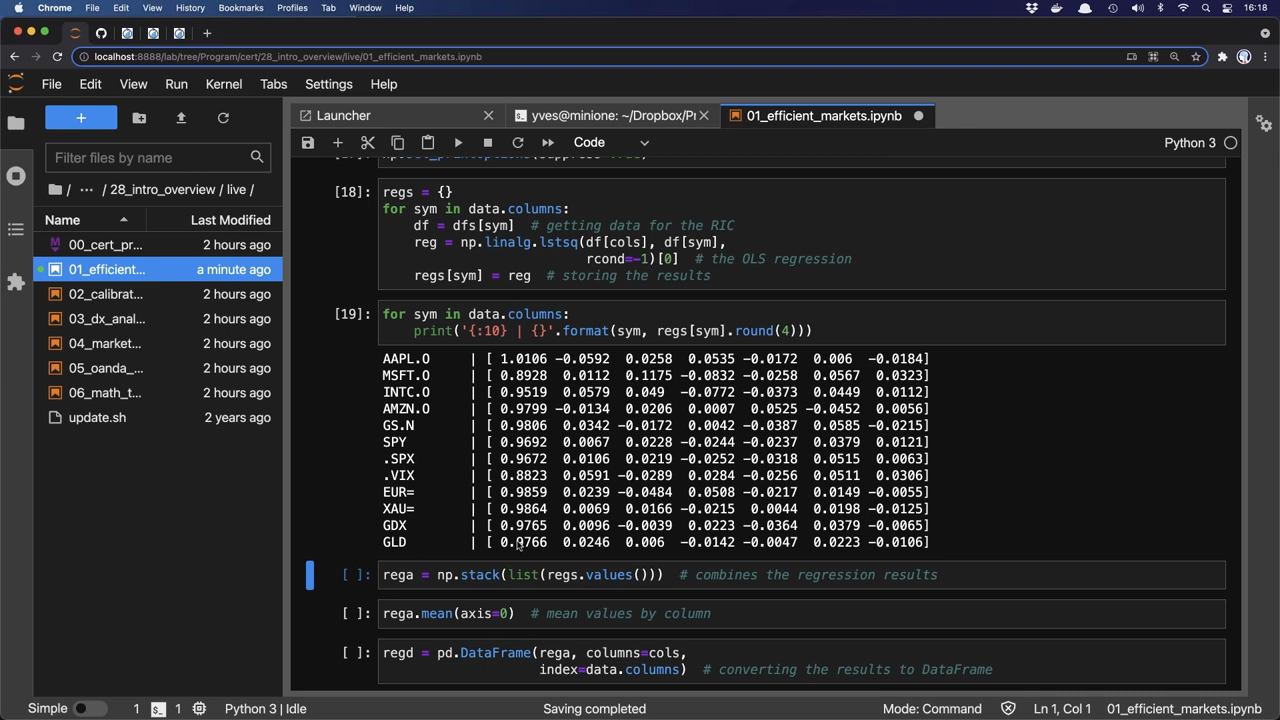 Chrome File Edit View History Bookmarks Profiles Tab Window Help 16:18
localhost:8888/lab/tree/Program/cert/28_intro_overview/live/01_efficient_markets.ipynb
File Edit View Run Kernel Tabs Settings Help
Launcher yves@minione: ~/Dropbox/Pr 01_efficient_markets.ipynb
Code Python 3
Filter files by name
/ ··· / 28_intro_overview / live /
Name Last Modified
00_cert_pr... 2 hours ago
01_efficient... a minute ago
02_calibrat... 2 hours ago
03_dx_anal... 2 hours ago
04_market... 2 hours ago
05_oanda_... 2 hours ago
06_math_t... 2 hours ago
update.sh 2 years ago
[18]: regs = {}
for sym in data.columns:
df = dfs[sym] # getting data for the RIC
reg = np.linalg.lstsq(df[cols], df[sym],
rcond=-1)[0] # the OLS regression
regs[sym] = reg # storing the results
[19]: for sym in data.columns:
print('{:10} | {}'.format(sym, regs[sym].round(4)))
AAPL.O | [ 1.0106 -0.0592 0.0258 0.0535 -0.0172 0.006 -0.0184]
MSFT.O | [ 0.8928 0.0112 0.1175 -0.0832 -0.0258 0.0567 0.0323]
INTC.O | [ 0.9519 0.0579 0.049 -0.0772 -0.0373 0.0449 0.0112]
AMZN.O | [ 0.9799 -0.0134 0.0206 0.0007 0.0525 -0.0452 0.0056]
GS.N | [ 0.9806 0.0342 -0.0172 0.0042 -0.0387 0.0585 -0.0215]
SPY | [ 0.9692 0.0067 0.0228 -0.0244 -0.0237 0.0379 0.0121]
.SPX | [ 0.9672 0.0106 0.0219 -0.0252 -0.0318 0.0515 0.0063]
.VIX | [ 0.8823 0.0591 -0.0289 0.0284 -0.0256 0.0511 0.0306]
EUR= | [ 0.9859 0.0239 -0.0484 0.0508 -0.0217 0.0149 -0.0055]
XAU= | [ 0.9864 0.0069 0.0166 -0.0215 0.0044 0.0198 -0.0125]
GDX | [ 0.9765 0.0096 -0.0039 0.0223 -0.0364 0.0379 -0.0065]
GLD | [ 0.9766 0.0246 0.006 -0.0142 -0.0047 0.0223 -0.0106]
[ ]: rega = np.stack(list(regs.values())) # combines the regression results
[ ]: rega.mean(axis=0) # mean values by column
[ ]: regd = pd.DataFrame(rega, columns=cols,
index=data.columns) # converting the results to DataFrame
Simple 1 1 Python 3 | Idle Saving completed Mode: Command Ln 1, Col 1 01_efficient_markets.ipynb